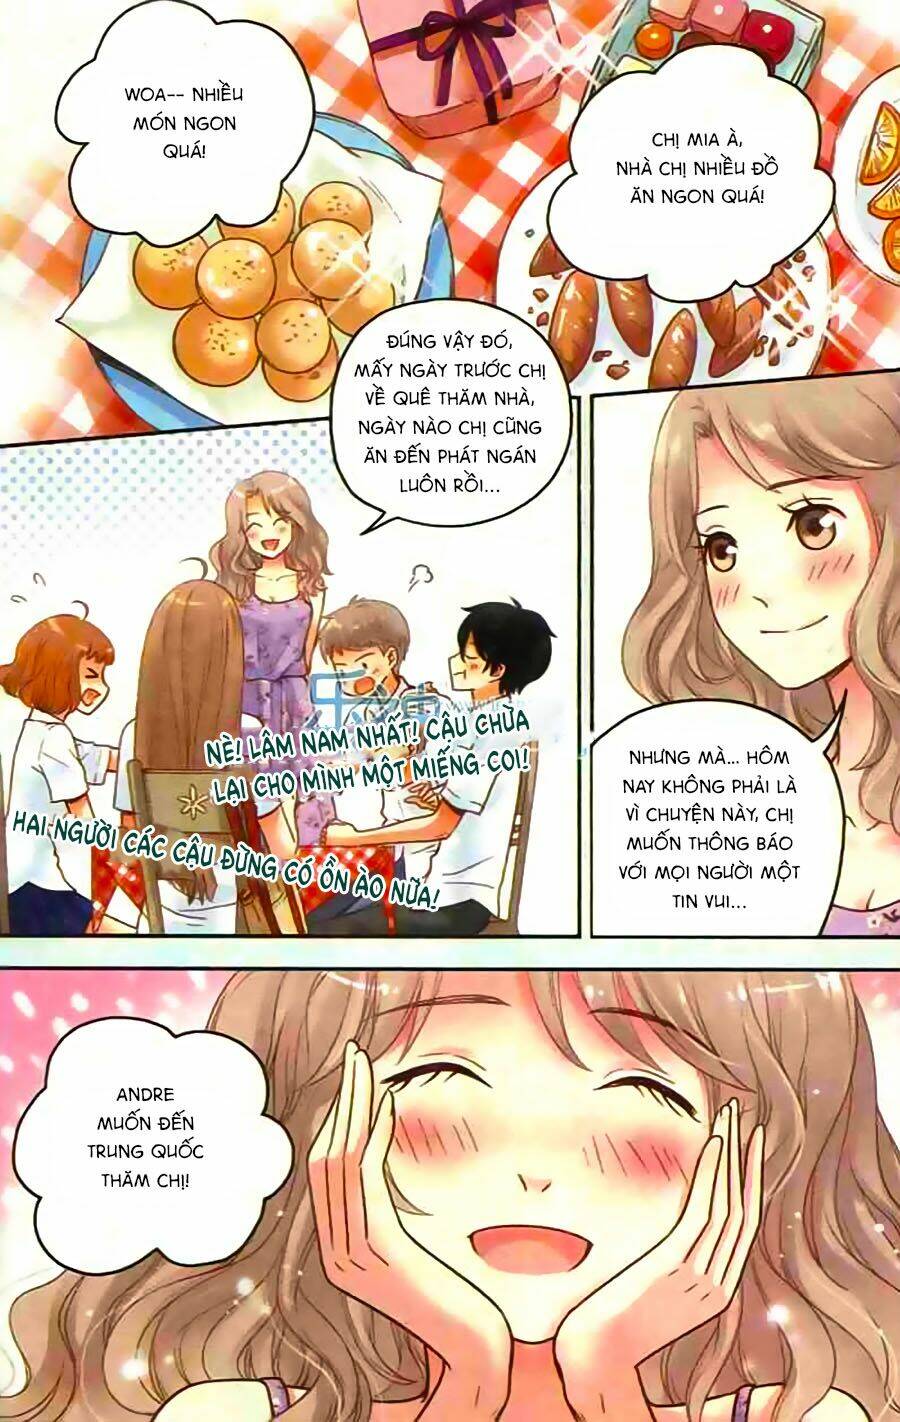 WOA-- NHIỀU
MÓN NGON
QUÁ!
CHỊ MIA À,
NHÀ CHỊ NHIỀU ĐỒ
ĂN NGON QUÁ!
ĐÚNG VẬY ĐÓ,
MẤY NGÀY TRƯỚC CHỊ
VỀ QUÊ THĂM NHÀ,
NGÀY NÀO CHỊ CŨNG
ĂN ĐẾN PHÁT NGÁN
LUÔN RỒI...
NÈ! LÂM NAM NHẤT! CẬU CHỪA
LẠI CHO MÌNH MỘT MIẾNG COI!
HAI NGƯỜI CÁC CẬU ĐỪNG CÓ ỒN ÀO NỮA!
NHƯNG MÀ... HÔM
NAY KHÔNG PHẢI LÀ
VÌ CHUYỆN NÀY, CHỊ
MUỐN THÔNG BÁO
VỚI MỌI NGƯỜI MỘT
TIN VUI...
ANDRE
MUỐN ĐẾN
TRUNG QUỐC
THĂM CHỊ!